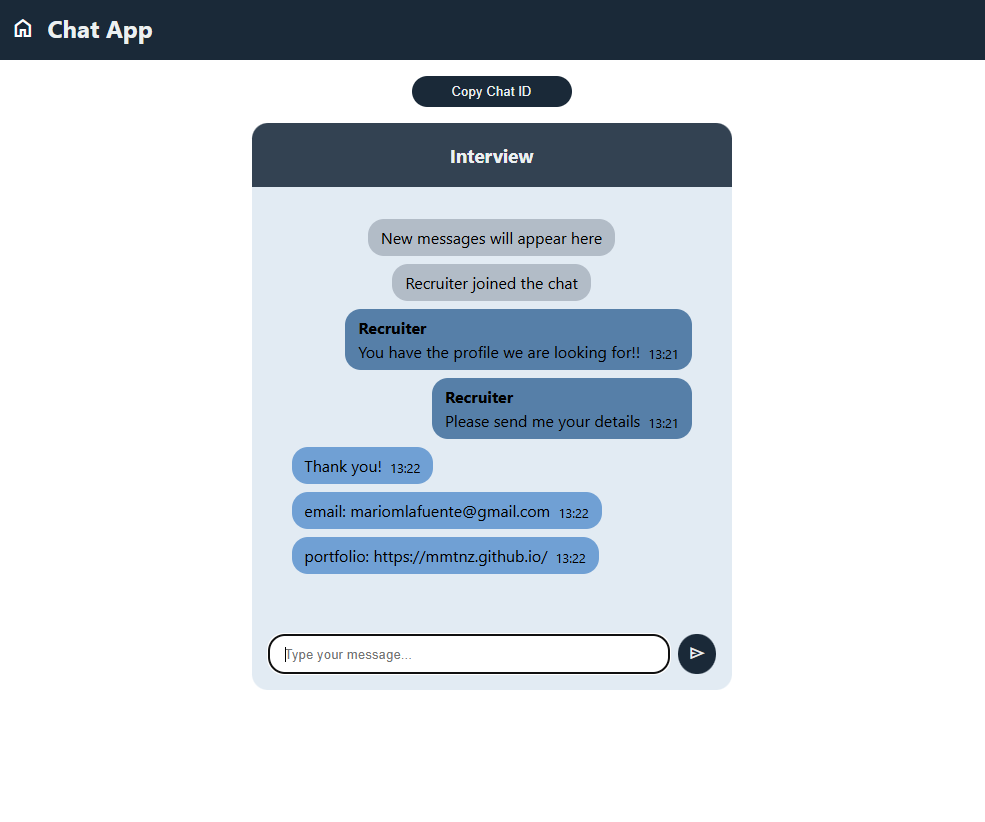 Chat App
Copy Chat ID
Interview
New messages will appear here
Recruiter joined the chat
Recruiter
You have the profile we are looking for!! 13:21
Recruiter
Please send me your details 13:21
Thank you! 13:22
email: mariomlafuente@gmail.com 13:22
portfolio: https://mmtnz.github.io/ 13:22
Type your message...